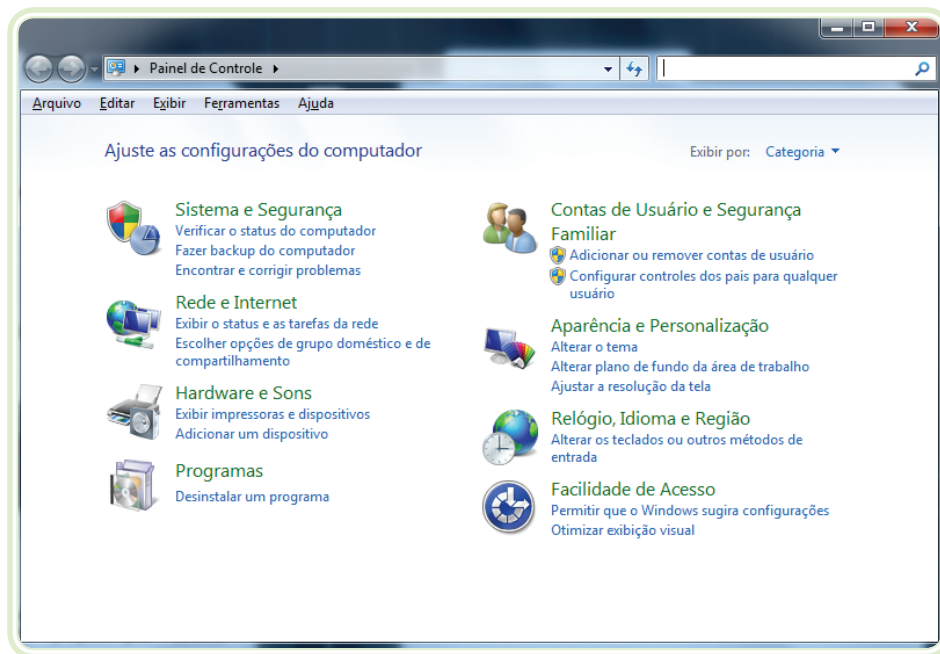 Painel de Controle
Arquivo Editar Exibir Ferramentas Ajuda
Ajuste as configurações do computador
Exibir por: Categoria
Sistema e Segurança
Verificar o status do computador
Fazer backup do computador
Encontrar e corrigir problemas
Rede e Internet
Exibir o status e as tarefas da rede
Escolher opções de grupo doméstico e de
compartilhamento
Hardware e Sons
Exibir impressoras e dispositivos
Adicionar um dispositivo
Programas
Desinstalar um programa
Contas de Usuário e Segurança
Familiar
Adicionar ou remover contas de usuário
Configurar controles dos pais para qualquer
usuário
Aparência e Personalização
Alterar o tema
Alterar plano de fundo da área de trabalho
Ajustar a resolução da tela
Relógio, Idioma e Região
Alterar os teclados ou outros métodos de
entrada
Facilidade de Acesso
Permitir que o Windows sugira configurações
Otimizar exibição visual